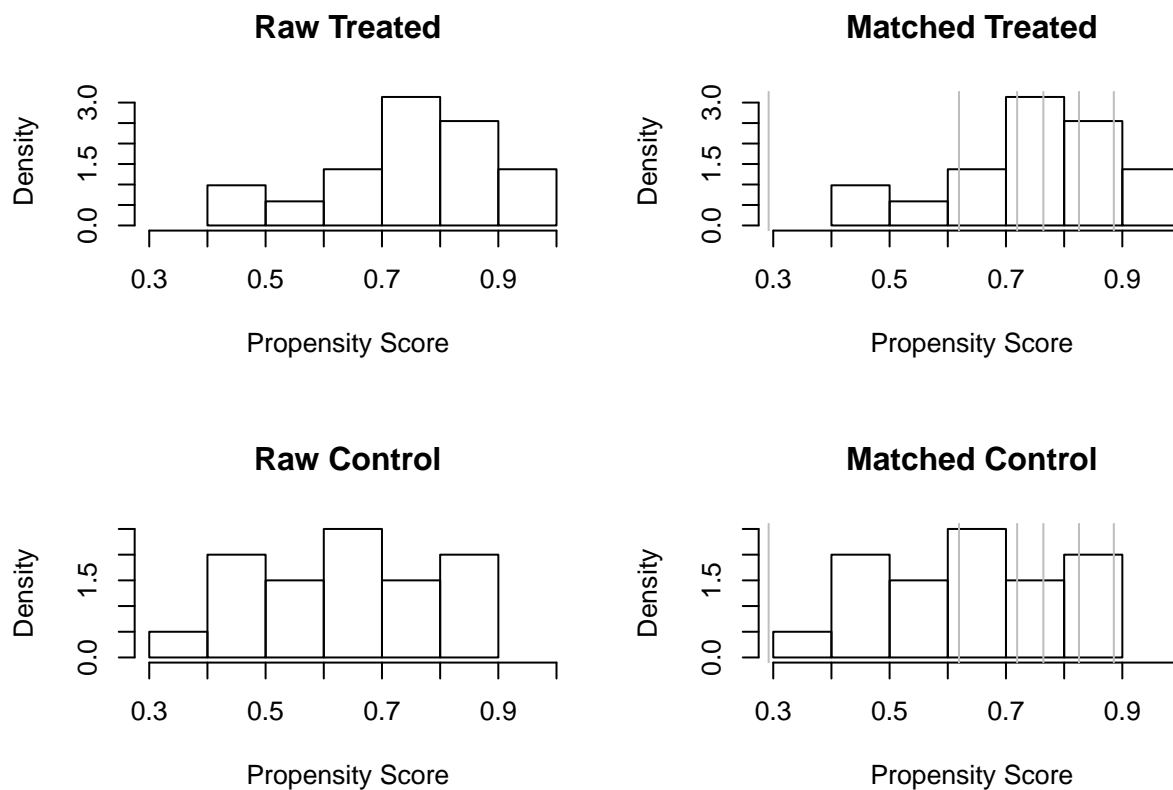 Raw Treated
Density
0.0 1.5 3.0
0.3 0.5 0.7 0.9
Propensity Score
Matched Treated
Density
0.0 1.5 3.0
0.3 0.5 0.7 0.9
Propensity Score
Raw Control
Density
0.0 1.5
0.3 0.5 0.7 0.9
Propensity Score
Matched Control
Density
0.0 1.5
0.3 0.5 0.7 0.9
Propensity Score